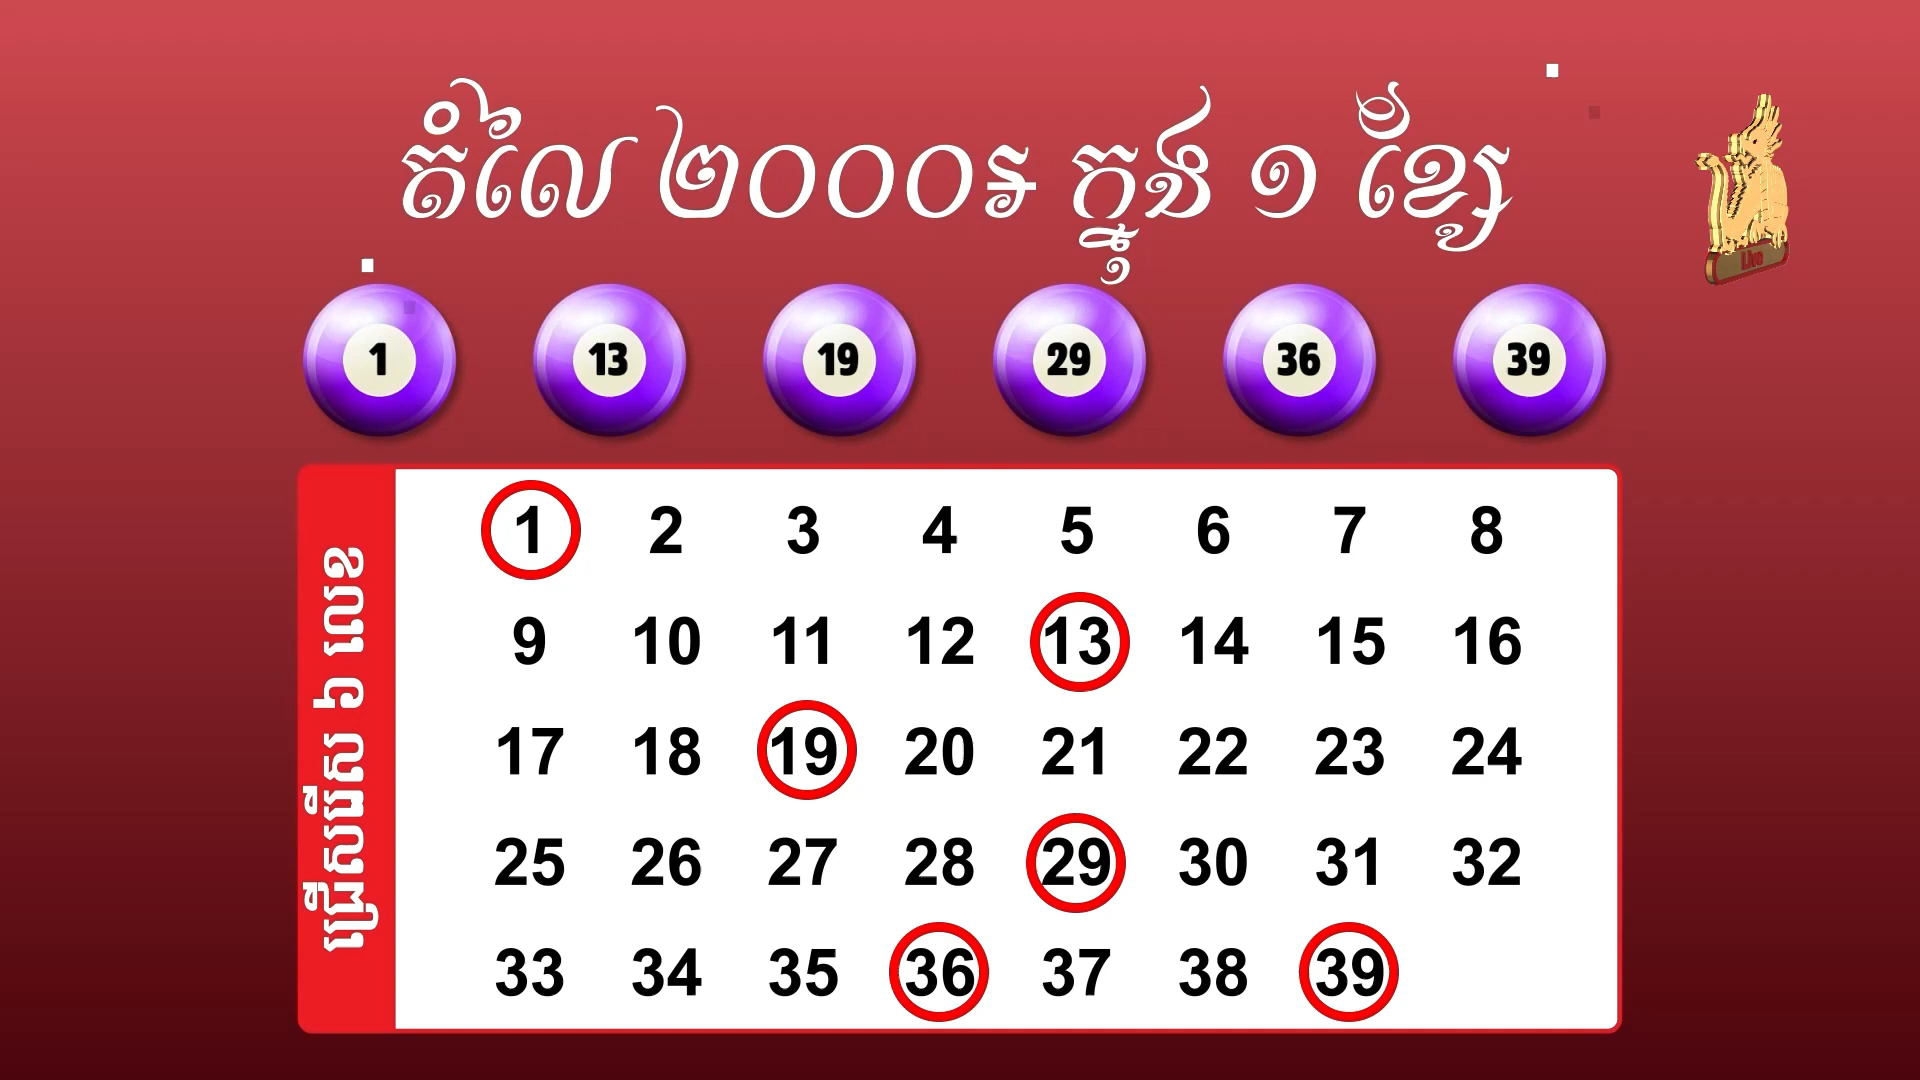 តំលៃ ២០០០៛ ក្នុង ១ ខ្សែ
1 13 19 29 36 39
ជ្រើសរើស ៦ លេខ
1 2 3 4 5 6 7 8
9 10 11 12 13 14 15 16
17 18 19 20 21 22 23 24
25 26 27 28 29 30 31 32
33 34 35 36 37 38 39
Live